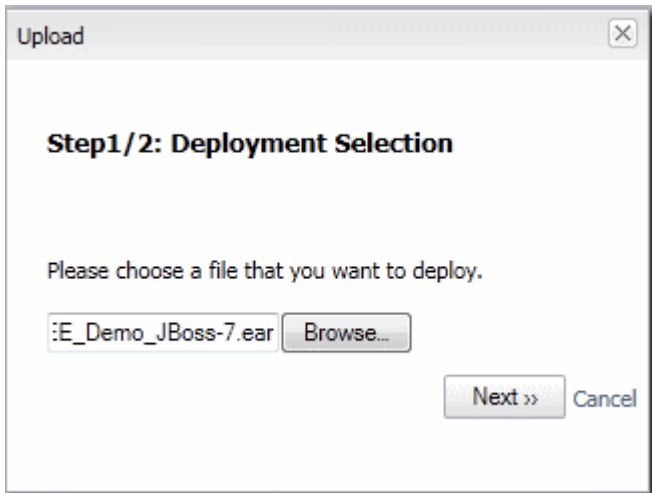 Upload
Step1/2: Deployment Selection
Please choose a file that you want to deploy.
E_Demo_JBoss-7.ear Browse...
Next »
Cancel